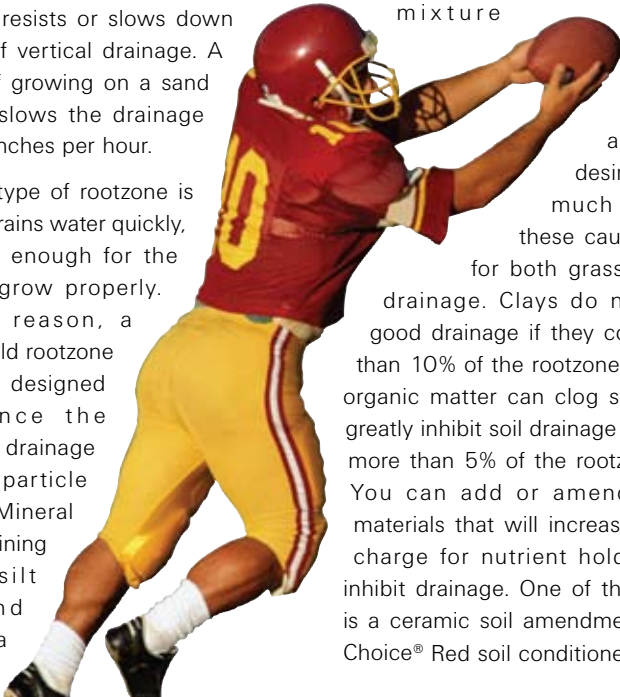 resists or slows down
f vertical drainage. A
f growing on a sand
slows the drainage
nches per hour.
type of rootzone is
rains water quickly,
enough for the
grow properly.
reason, a
ld rootzone
designed
nce the
drainage
particle
Mineral
ining
silt
nd
a
10
10
mixture
a
desir
much
these cau
for both grass
drainage. Clays do n
good drainage if they co
than 10% of the rootzone
organic matter can clog s
greatly inhibit soil drainage
more than 5% of the rootz
You can add or amend
materials that will increas
charge for nutrient hold
inhibit drainage. One of th
is a ceramic soil amendme
Choice® Red soil conditione